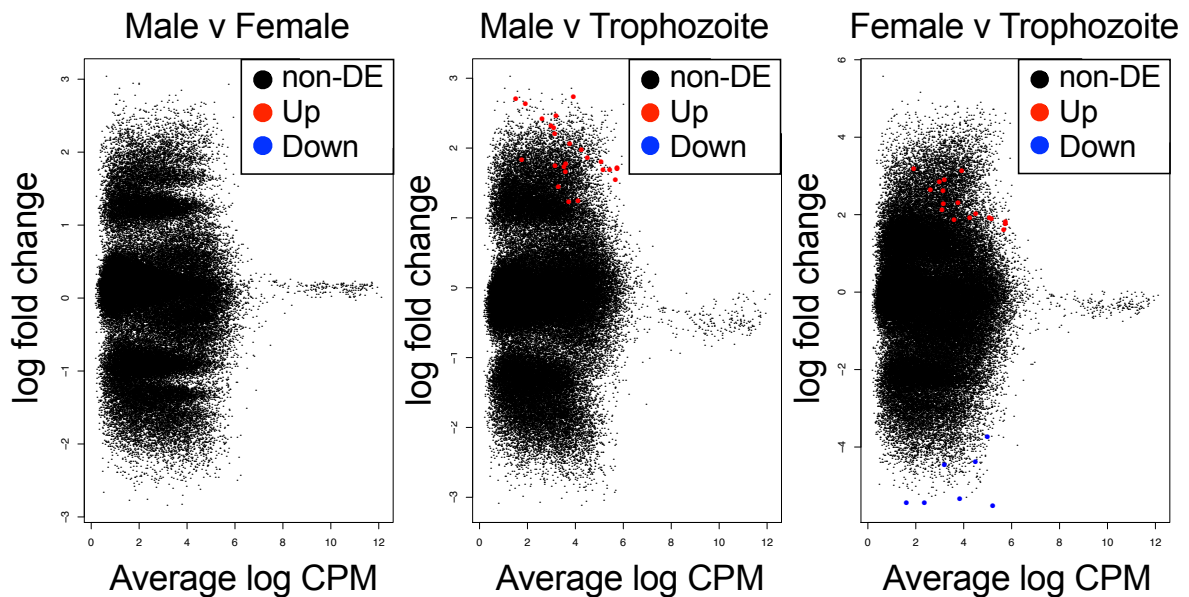 Male v Female
Male v Trophozoite
Female v Trophozoite
log fold change
3
2
1
0
−1
−2
−3
non-DE
Up
Down
0 2 4 6 8 10 12
Average log CPM
log fold change
3
2
1
0
−1
−2
−3
non-DE
Up
Down
0 2 4 6 8 10 12
Average log CPM
log fold change
6
4
2
0
−2
−4
non-DE
Up
Down
0 2 4 6 8 10 12
Average log CPM